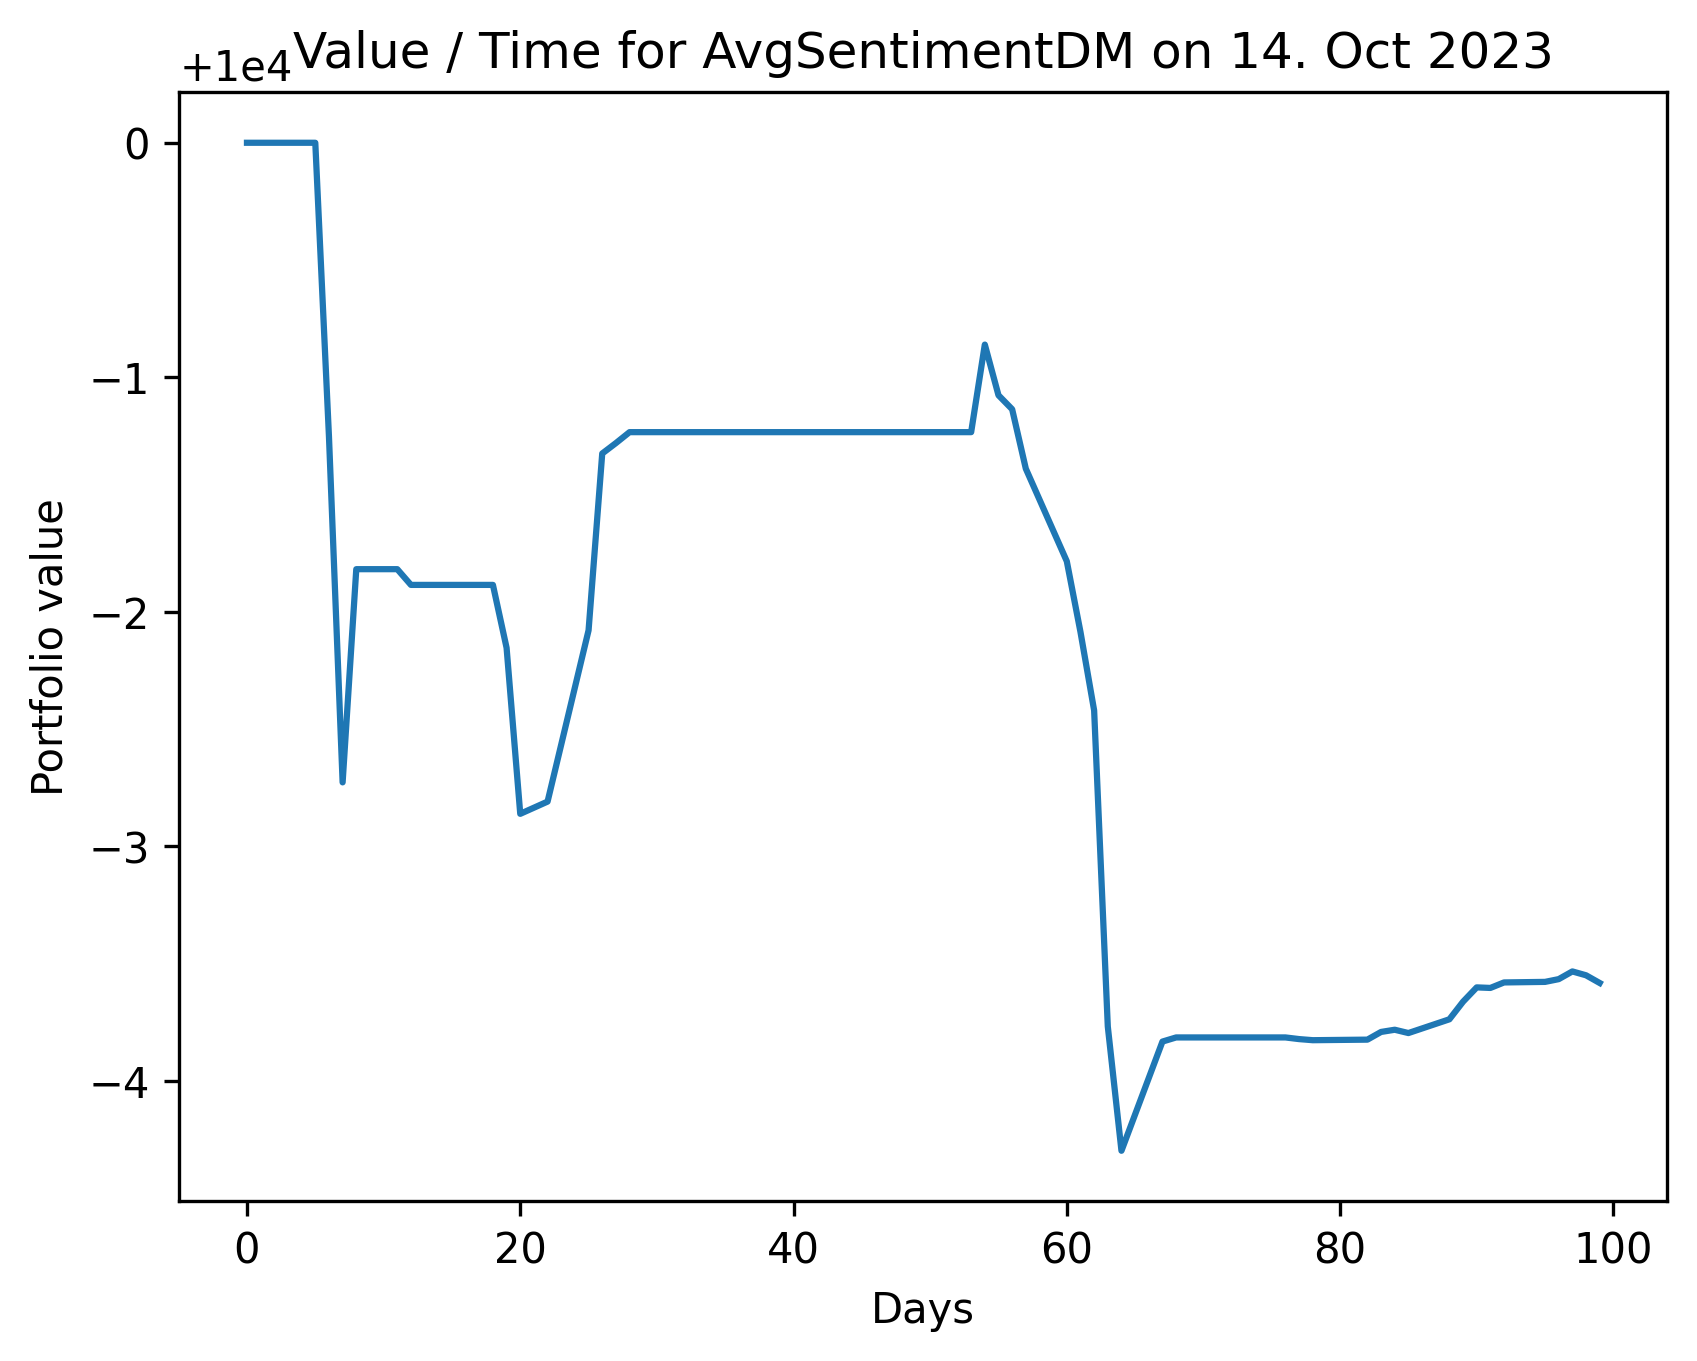 Value / Time for AvgSentimentDM on 14. Oct 2023
+1e4
0
−1
−2
−3
−4
Portfolio value
0 20 40 60 80 100
Days